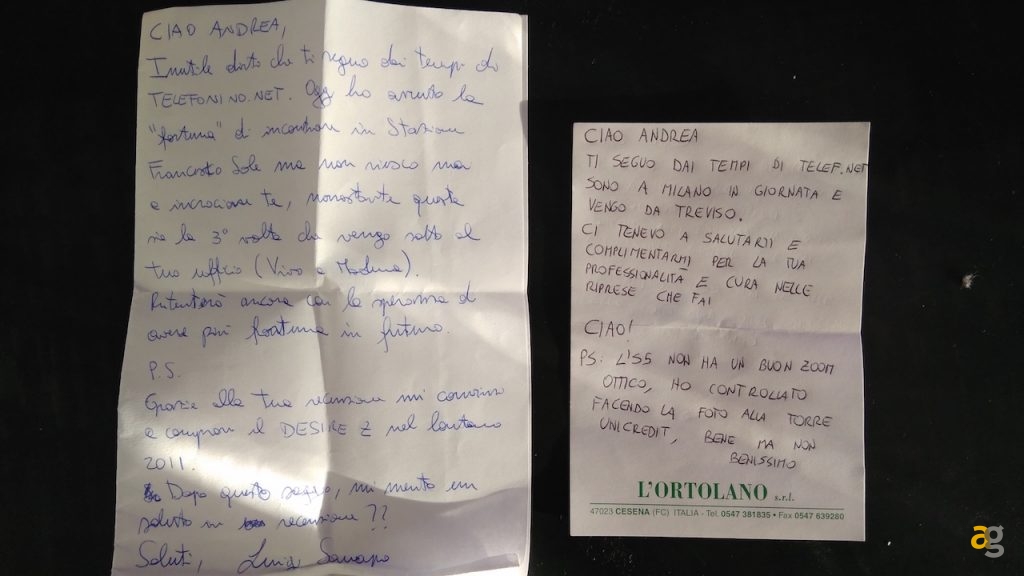 CIAO ANDREA,
Inutile dirti che ti seguo dai tempi di
TELEFONINO.NET. Oggi ho avuto la
"fortuna" di incontrare in Stazione
Francesco Sole ma non riesco mai
a incrociare te, nonostante questa
sia la 3° volta che vengo sotto al
tuo ufficio (Vivo a Modena).
Ritenterò ancora con la speranza di
avere più fortuna in futuro.
P.S.
Grazie alla tua recensione mi convinsi
a comprare il DESIRE Z nel lontano
2011.
Dopo questo saggio, mi merito un
saluto in recensione ??
Saluti, Luigi
CIAO ANDREA
TI SEGUO DAI TEMPI DI TELEF.NET
SONO A MILANO IN GIORNATA E
VENGO DA TREVISO.
CI TENEVO A SALUTARTI E
COMPLIMENTARMI PER LA TUA
PROFESSIONALITÀ E CURA NELLE
RIPRESE CHE FAI
CIAO!
PS: L'S5 NON HA UN BUON ZOOM
OTTICO, HO CONTROLLATO
FACENDO LA FOTO ALLA TORRE
UNICREDIT, BENE MA NON
BENISSIMO
L'ORTOLANO s.r.l.
47023 CESENA (FC) ITALIA - Tel. 0547 381835 • Fax 0547 639280
ag